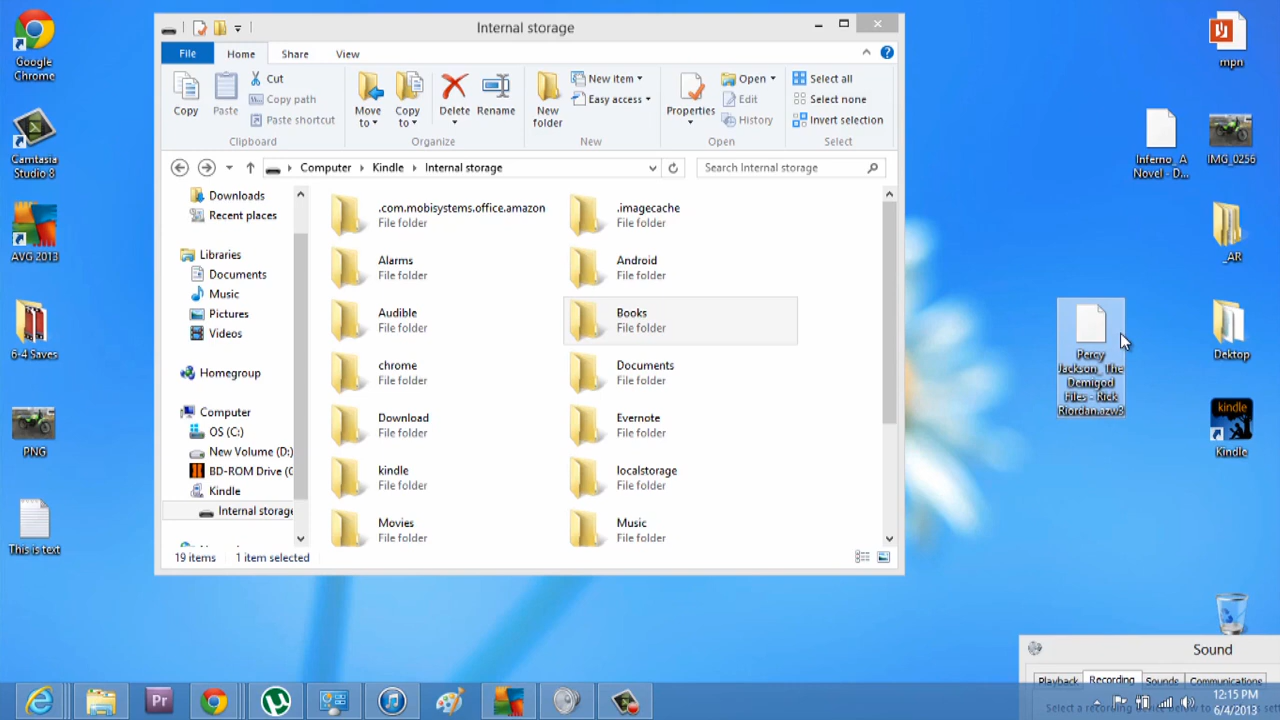 Internal storage
File
Home
Share
View
Copy
Paste
Cut
Copy path
Paste shortcut
Clipboard
Move to
Copy to
Delete
Rename
Organize
New folder
New item
Easy access
New
Properties
Open
Edit
History
Open
Select all
Select none
Invert selection
Select
Computer
Kindle
Internal storage
Search Internal storage
Downloads
Recent places
Libraries
Documents
Music
Pictures
Videos
Homegroup
Computer
OS (C:)
New Volume (D:)
BD-ROM Drive (
Kindle
Internal storage
.com.mobisystems.office.amazon
File folder
.imagecache
File folder
Alarms
File folder
Android
File folder
Audible
File folder
Books
File folder
chrome
File folder
Documents
File folder
Download
File folder
Evernote
File folder
kindle
File folder
localstorage
File folder
Movies
File folder
Music
File folder
19 items
1 item selected
Google
Chrome
Camtasia
Studio 8
AVG 2013
6-4 Saves
PNG
This is text
mpn
Inferno_ A
Novel - D...
IMG_0256
_AR
Percy
Jackson_ The
Demigod
Files - Rick
Riordan.azw3
Dektop
kindle
Kindle
Sound
Playback
Recording
Sounds
Communications
Pr
12:15 PM
6/4/2013